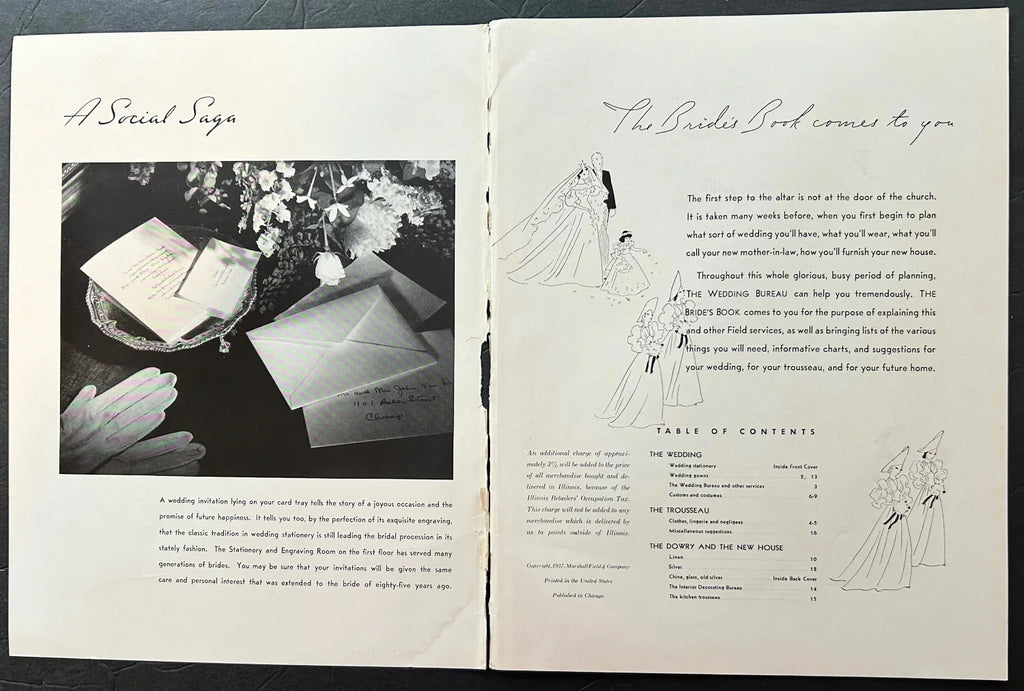 A Social Saga
Mrs. John Van
1101 Aston Street
Chicago
A wedding invitation lying on your card tray tells the story of a joyous occasion and the
promise of future happiness. It tells you too, by the perfection of its exquisite engraving,
that the classic tradition in wedding stationery is still leading the bridal procession in its
stately fashion. The Stationery and Engraving Room on the first floor has served many
generations of brides. You may be sure that your invitations will be given the same
care and personal interest that was extended to the bride of eighty-five years ago.
The Bride's Book comes to you
The first step to the altar is not at the door of the church.
It is taken many weeks before, when you first begin to plan
what sort of wedding you'll have, what you'll wear, what you'll
call your new mother-in-law, how you'll furnish your new house.
Throughout this whole glorious, busy period of planning,
THE WEDDING BUREAU can help you tremendously. THE
BRIDE'S BOOK comes to you for the purpose of explaining this
and other Field services, as well as bringing lists of the various
things you will need, informative charts, and suggestions for
your wedding, for your trousseau, and for your future home.
An additional charge of approxi-
mately 3% will be added to the price
of all merchandise bought and de-
livered in Illinois, because of the
Illinois Retailers' Occupation Tax.
This charge will not be added to any
merchandise which is delivered by
us to points outside of Illinois.
Copyright, 1937, Marshall Field & Company
Printed in the United States
Published in Chicago
TABLE OF CONTENTS
THE WEDDING
Wedding stationery Inside Front Cover
Wedding gowns 2, 13
The Wedding Bureau and other services 3
Customs and costumes 6-9
THE TROUSSEAU
Clothes, lingerie and negligees 4-5
Miscellaneous suggestions 16
THE DOWRY AND THE NEW HOUSE
Linen 10
Silver 12
China, glass, old silver Inside Back Cover
The Interior Decorating Bureau 14
The kitchen trousseau 15